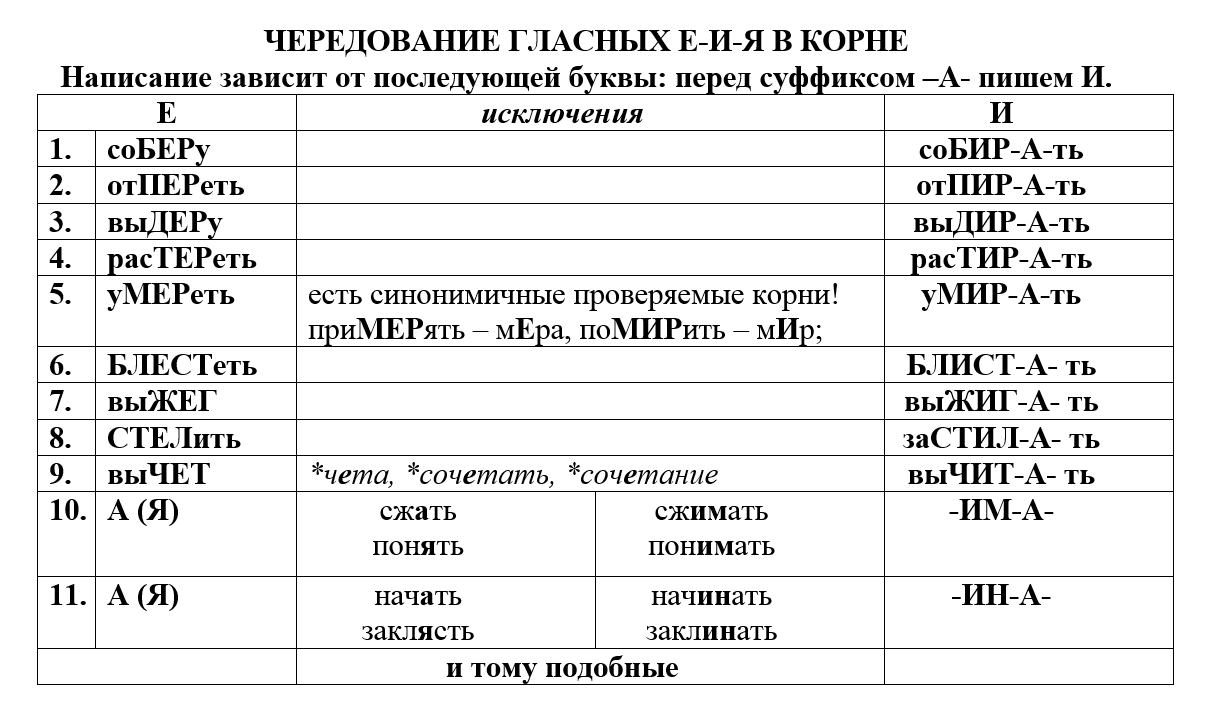 ЧЕРЕДОВАНИЕ ГЛАСНЫХ Е-И-Я В КОРНЕ
Написание зависит от последующей буквы: перед суффиксом –А- пишем И.
Е исключения И
1. соБЕРу соБИР-А-ть
2. отПЕРеть отПИР-А-ть
3. выДЕРу выДИР-А-ть
4. расТЕРеть расТИР-А-ть
5. уМЕРеть есть синонимичные проверяемые корни! уМИР-А-ть
приМЕРять – мЕра, поМИРить – мИр;
6. БЛЕСТеть БЛИСТ-А- ть
7. выЖЕГ выЖИГ-А- ть
8. СТЕЛить заСТИЛ-А- ть
9. выЧЕТ *чета, *сочетать, *сочетание выЧИТ-А- ть
10. А (Я) сжать сжимать -ИМ-А-
понять понимать
11. А (Я) начать начинать -ИН-А-
заклясть заклинать
и тому подобные